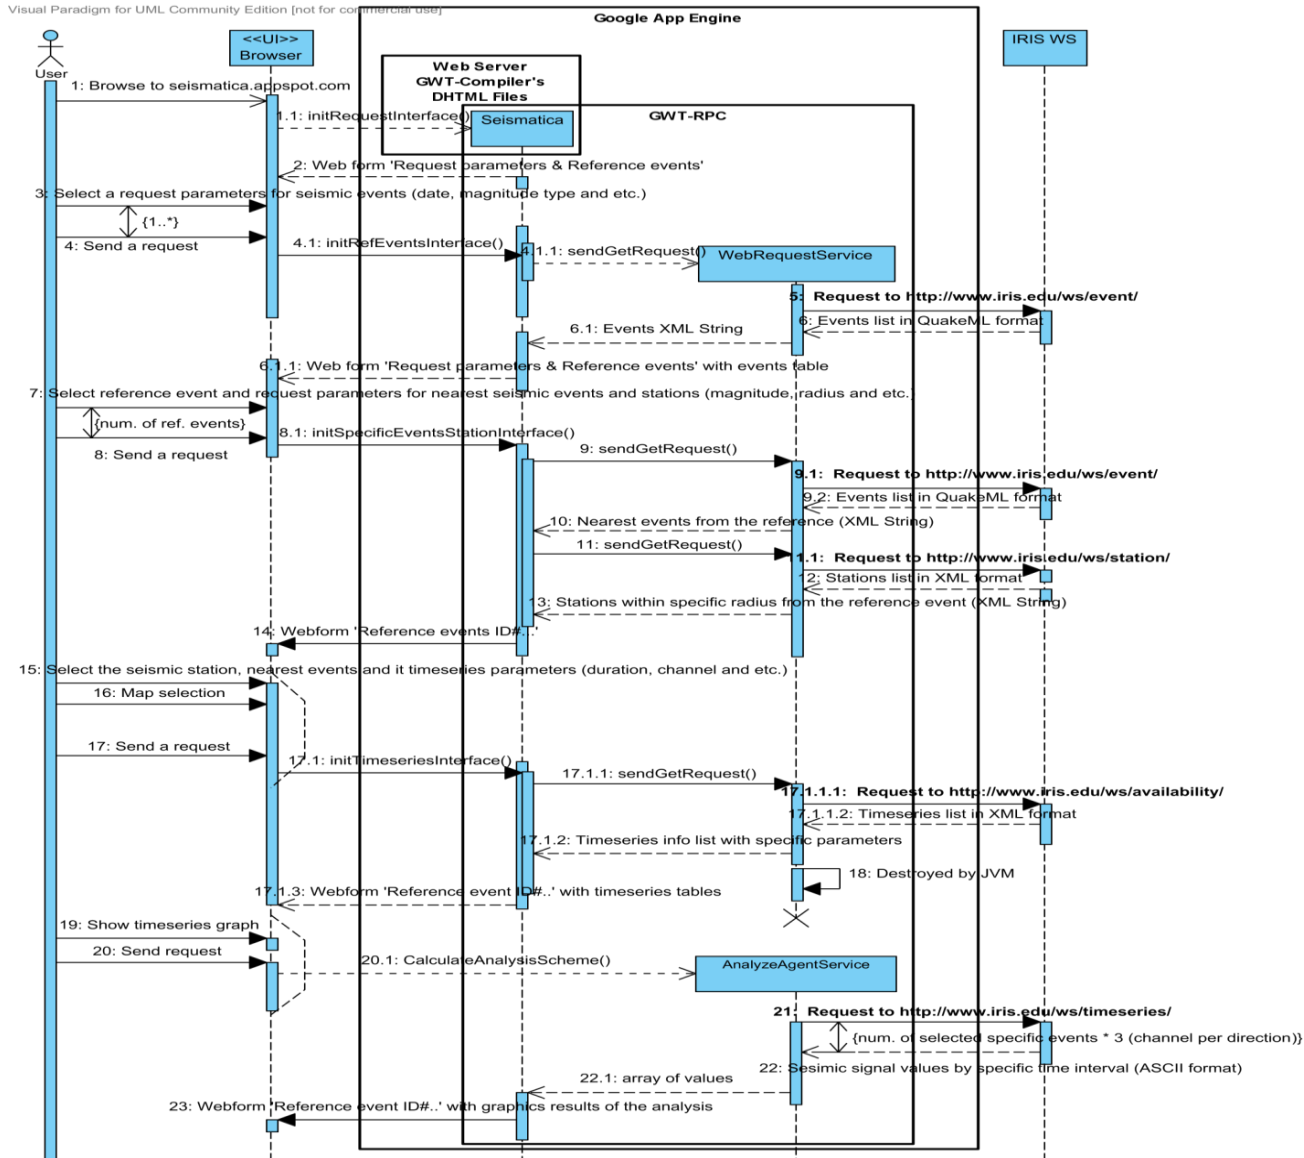 Visual Paradigm for UML Community Edition [not for commercial use]
Google App Engine
<<UI>>
Browser
IRIS WS
User
Web Server
GWT-Compiler's
DHTML Files
1: Browse to seismatica.appspot.com
1.1: initRequestInterface()
Seismatica
GWT-RPC
2: Web form 'Request parameters & Reference events'
3: Select a request parameters for seismic events (date, magnitude type and etc.)
{1..*}
4: Send a request
4.1: initRefEventsInterface()
4.1.1: sendGetRequest()
WebRequestService
5: Request to http://www.iris.edu/ws/event/
6: Events list in QuakeML format
6.1: Events XML String
6.1.1: Web form 'Request parameters & Reference events' with events table
7: Select reference event and request parameters for nearest seismic events and stations (magnitude, radius and etc.)
{num. of ref. events}
8.1: initSpecificEventsStationInterface()
8: Send a request
9: sendGetRequest()
9.1: Request to http://www.iris.edu/ws/event/
9.2: Events list in QuakeML format
10: Nearest events from the reference (XML String)
11: sendGetRequest()
11.1: Request to http://www.iris.edu/ws/station/
12: Stations list in XML format
13: Stations within specific radius from the reference event (XML String)
14: Webform 'Reference events ID#..'
15: Select the seismic station, nearest events and it timeseries parameters (duration, channel and etc.)
16: Map selection
17: Send a request
17.1: initTimeseriesInterface()
17.1.1: sendGetRequest()
17.1.1.1: Request to http://www.iris.edu/ws/availability/
17.1.1.2: Timeseries list in XML format
17.1.2: Timeseries info list with specific parameters
18: Destroyed by JVM
17.1.3: Webform 'Reference event ID#..' with timeseries tables
19: Show timeseries graph
20: Send request
20.1: CalculateAnalysisScheme()
AnalyzeAgentService
21: Request to http://www.iris.edu/ws/timeseries/
{num. of selected specific events * 3 (channel per direction)}
22: Sesimic signal values by specific time interval (ASCII format)
22.1: array of values
23: Webform 'Reference event ID#..' with graphics results of the analysis